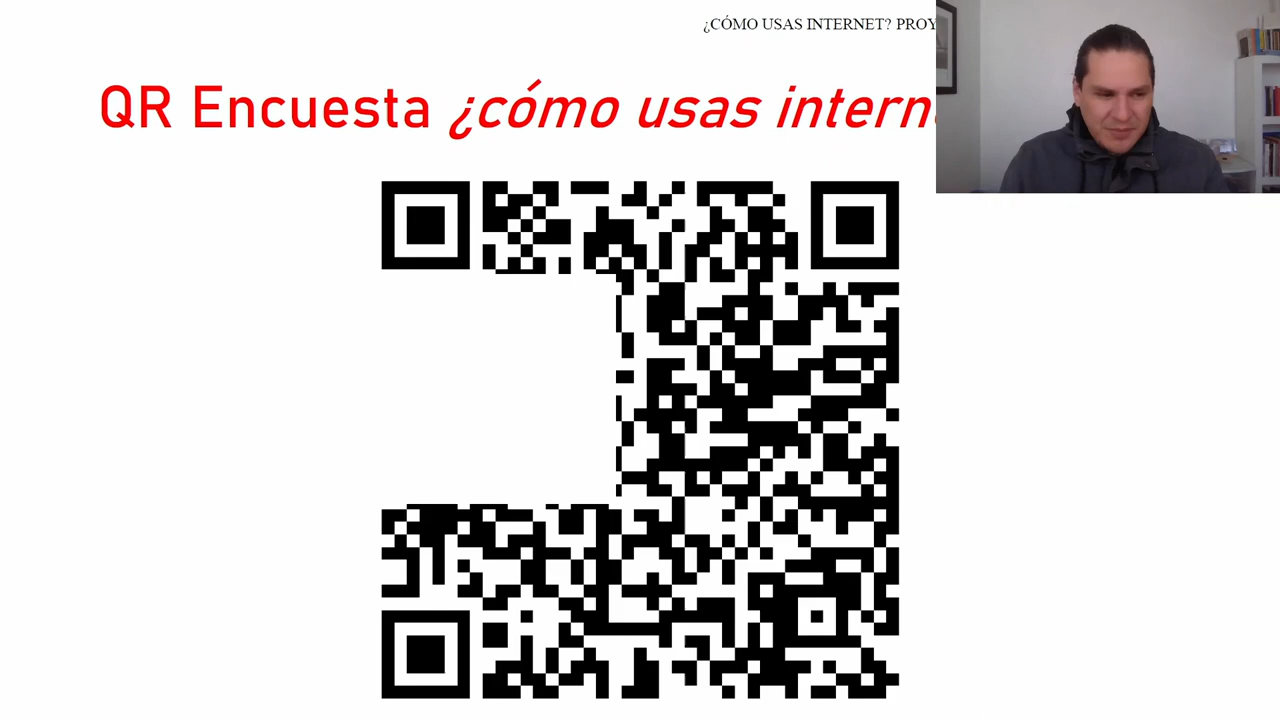 ¿CÓMO USAS INTERNET? PROY
QR Encuesta ¿cómo usas intern